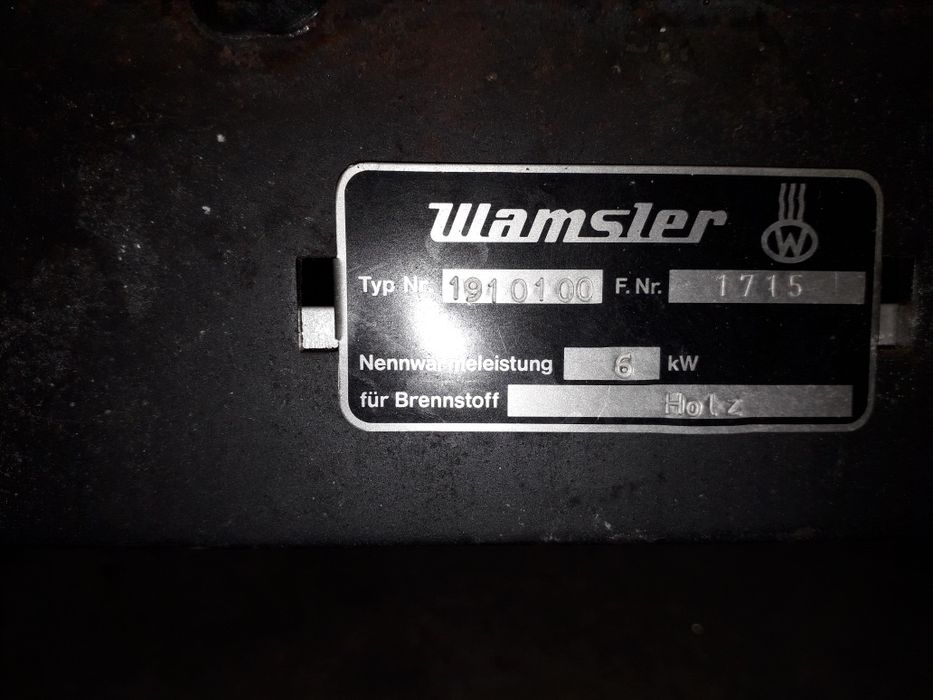 Wamsler
W
Typ Nr. 1910100 F. Nr. 1715
Nennwärmeleistung 6 kW
für Brennstoff Holz